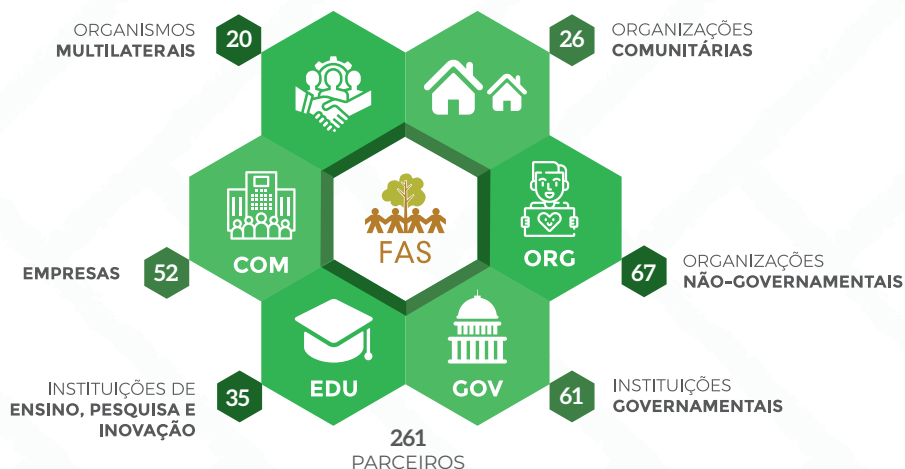 ORGANISMOS
MULTILATERAIS
20
26
ORGANIZAÇÕES
COMUNITÁRIAS
FAS
COM
ORG
EMPRESAS
52
67
ORGANIZAÇÕES
NÃO-GOVERNAMENTAIS
EDU
GOV
INSTITUIÇÕES DE
ENSINO, PESQUISA E
INOVAÇÃO
35
61
INSTITUIÇÕES
GOVERNAMENTAIS
261
PARCEIROS